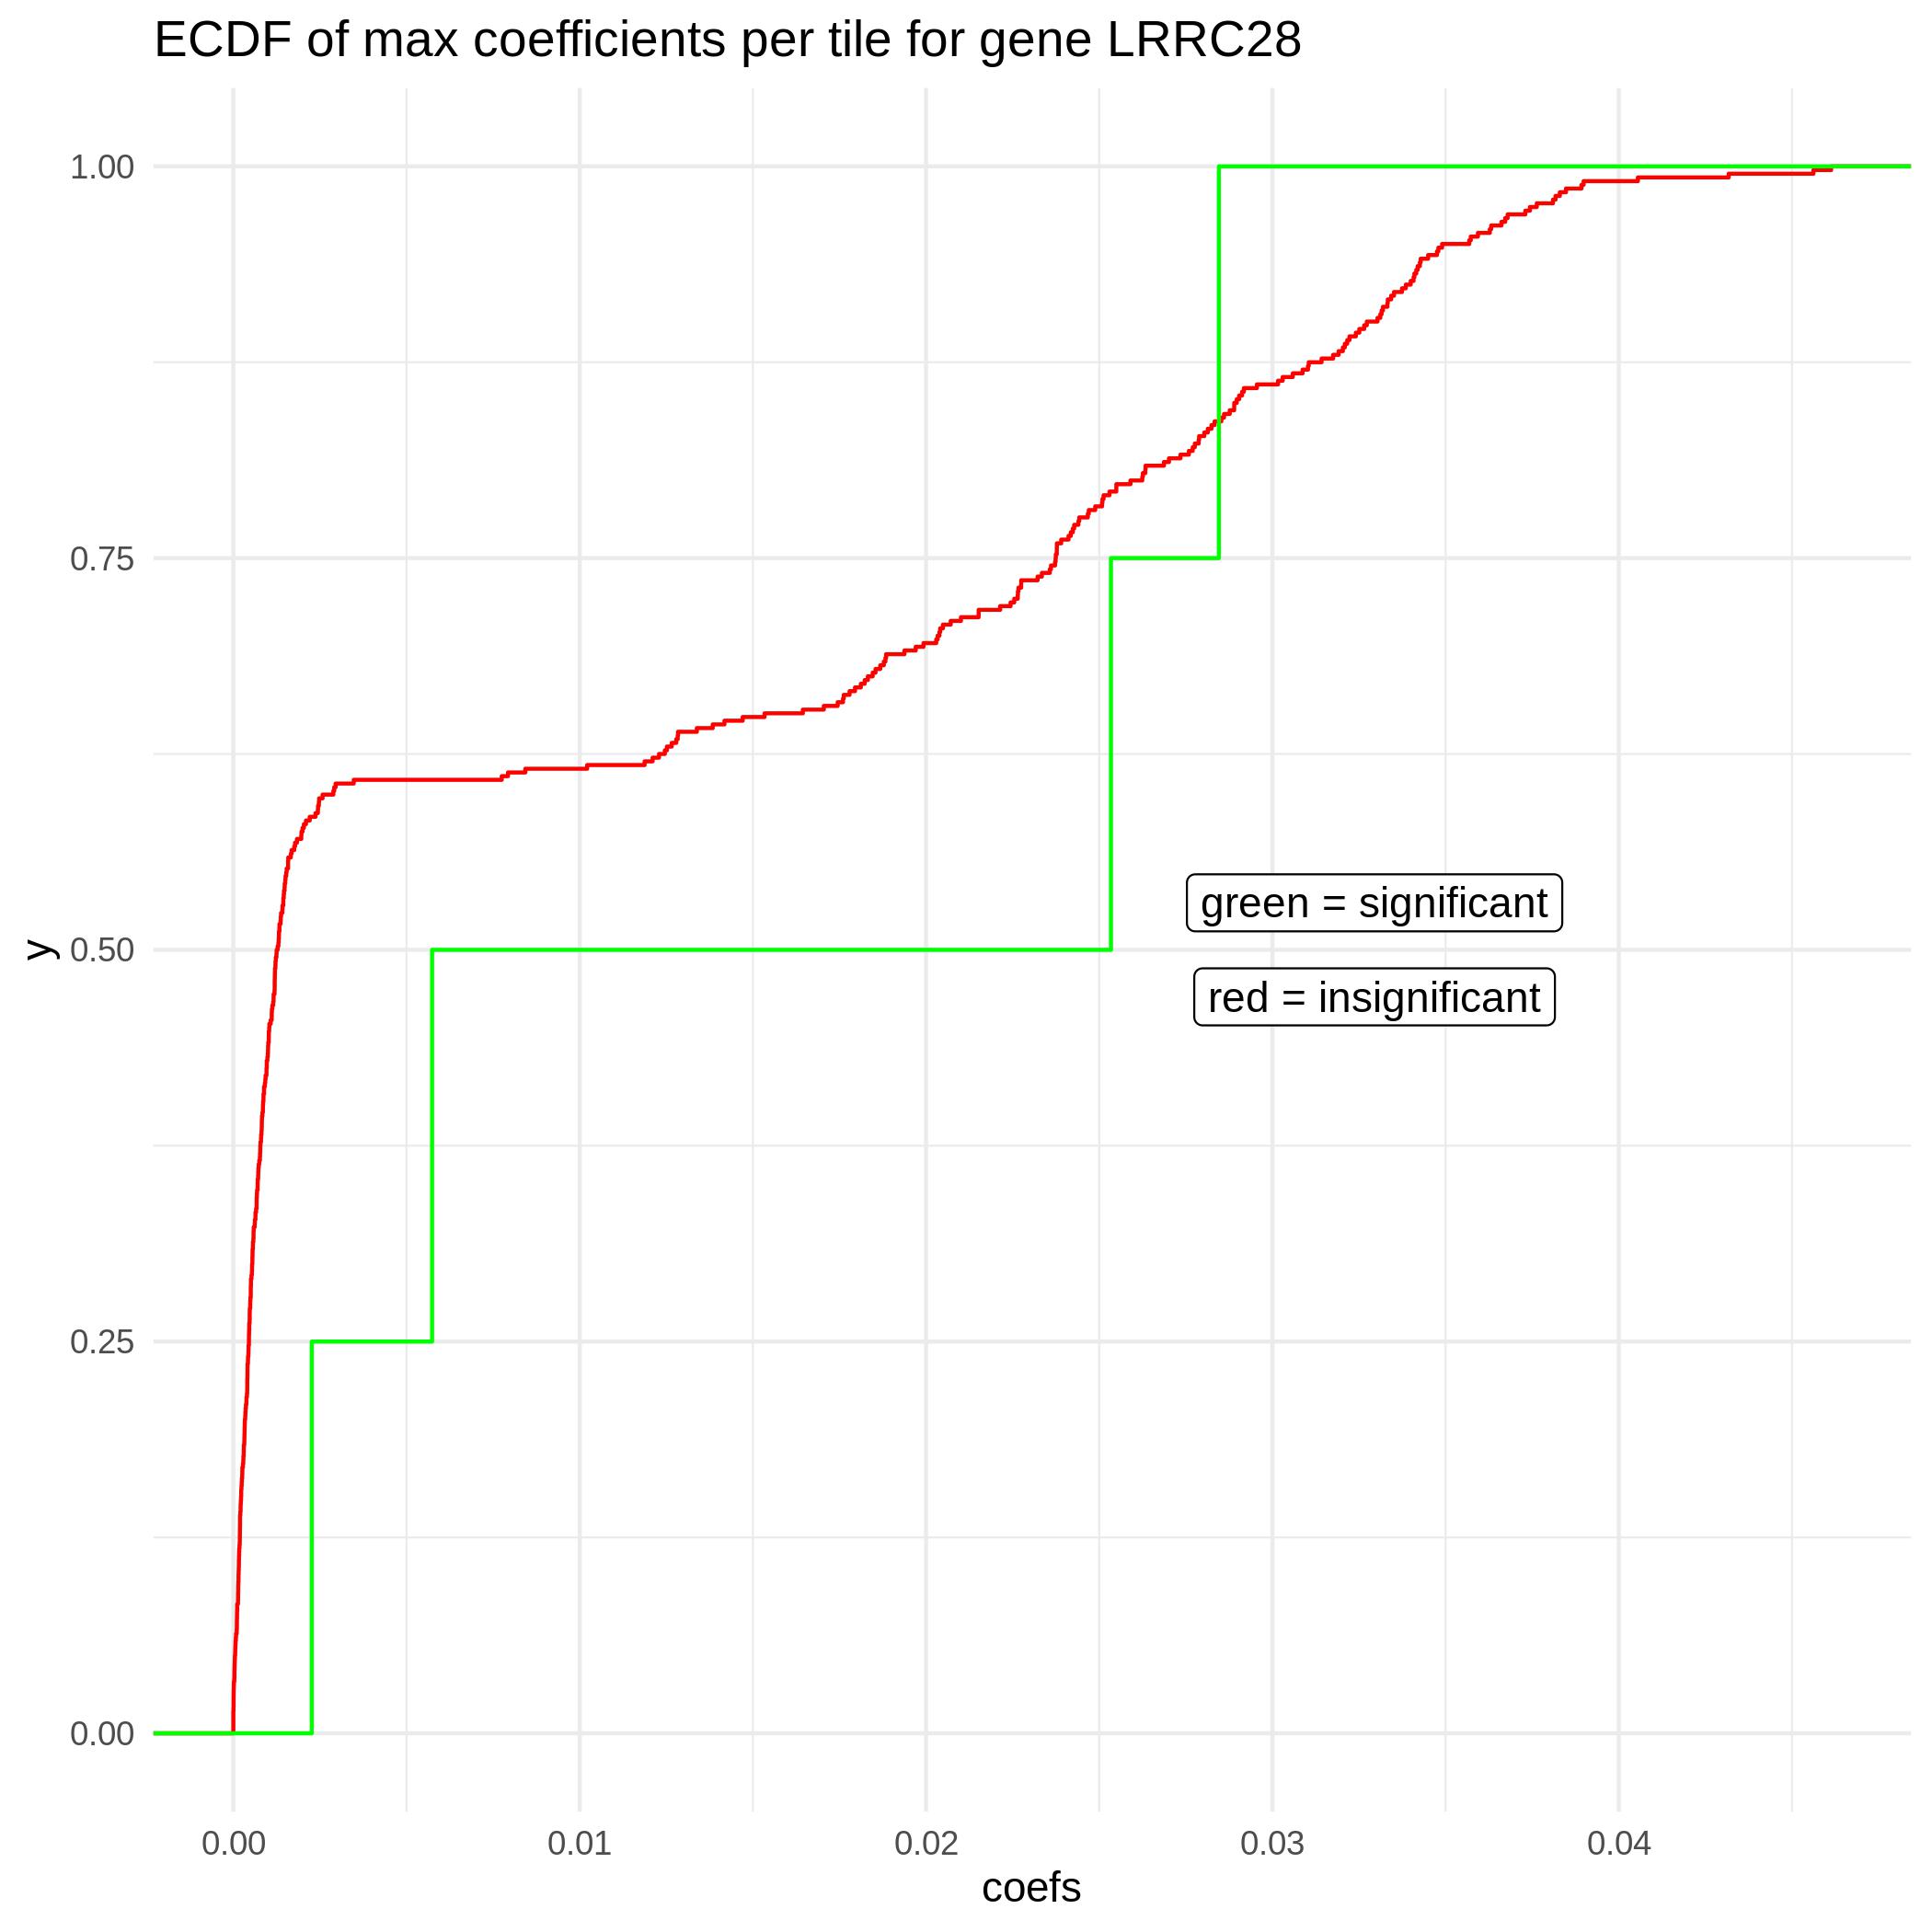 ECDF of max coefficients per tile for gene LRRC28
1.00
0.75
0.50
0.25
0.00
y
green = significant
red = insignificant
0.00 0.01 0.02 0.03 0.04
coefs